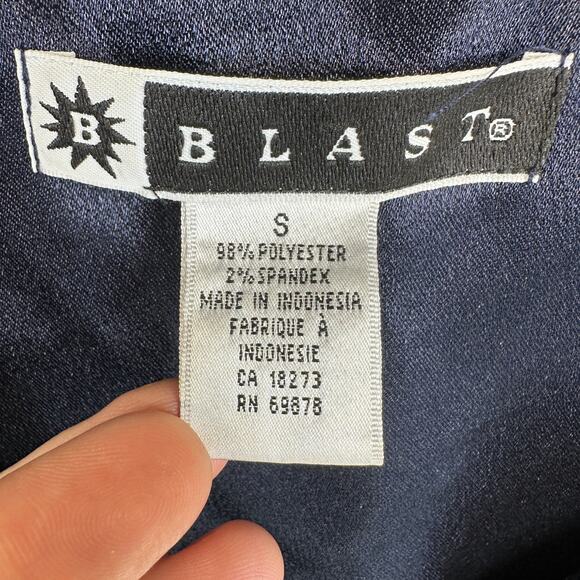 B
BLAST®
S
98% POLYESTER
2% SPANDEX
MADE IN INDONESIA
FABRIQUE À
INDONESIE
CA 18273
RN 69878